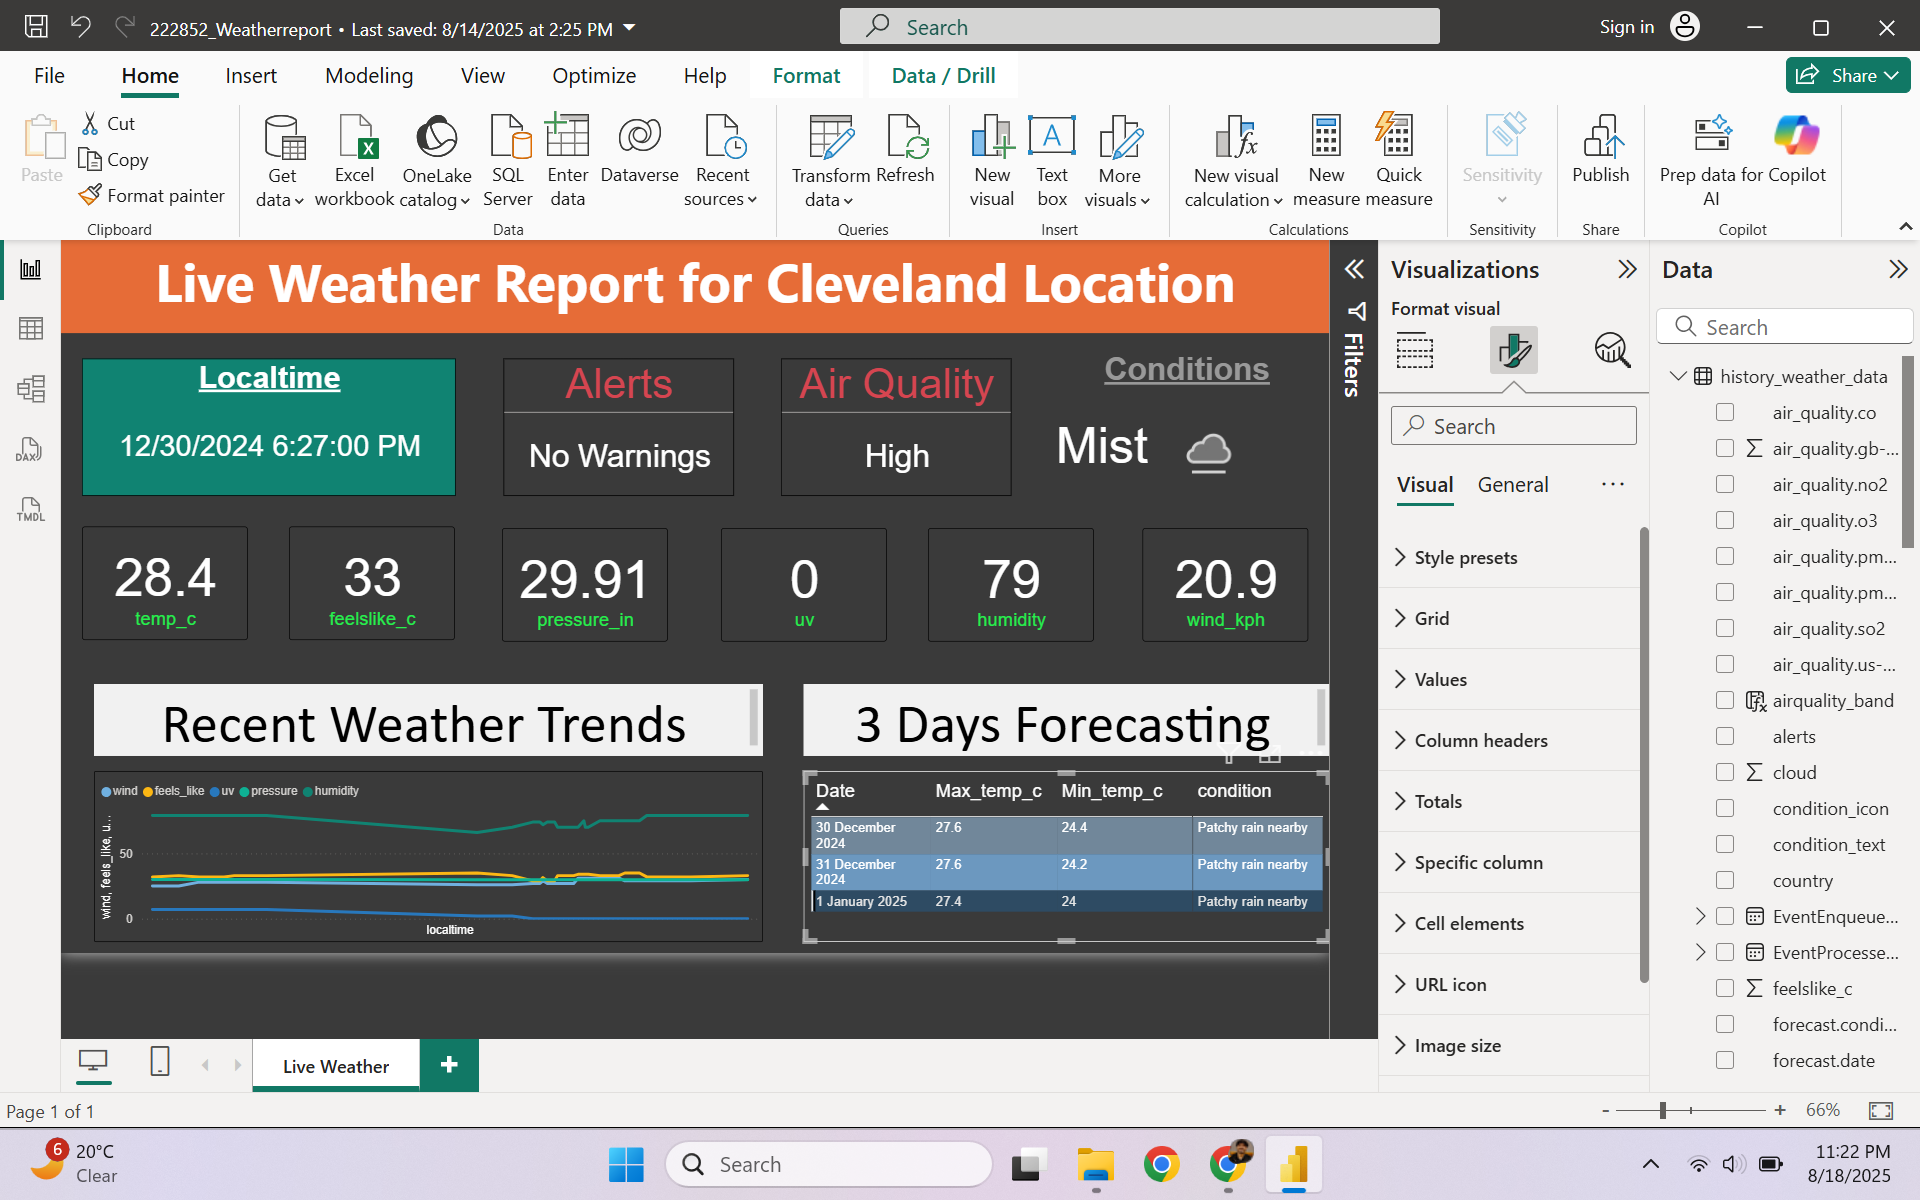 222852_Weatherreport • Last saved: 8/14/2025 at 2:25 PM
Search
Sign in
File
Home
Insert
Modeling
View
Optimize
Help
Format
Data / Drill
Share
Paste
Cut
Copy
Format painter
Clipboard
Get
data
Excel
workbook
OneLake
catalog
SQL
Server
Enter
data
Dataverse
Recent
sources
Data
Transform
data
Refresh
Queries
New
visual
A
Text
box
More
visuals
Insert
New visual
calculation
New
measure
Quick
measure
Calculations
Sensitivity
Sensitivity
Publish
Share
Prep data for
AI
Copilot
Copilot
DAX
TMDL
Live Weather Report for Cleveland Location
Localtime
12/30/2024 6:27:00 PM
Alerts
No Warnings
Air Quality
High
Conditions
Mist
28.4
temp_c
33
feelslike_c
29.91
pressure_in
0
uv
79
humidity
20.9
wind_kph
Recent Weather Trends
wind feels_like uv pressure humidity
wind, feels_like, u...
50
0
localtime
3 Days Forecasting
Date Max_temp_c Min_temp_c condition
30 December
2024
27.6 24.4 Patchy rain nearby
31 December
2024
27.6 24.2 Patchy rain nearby
1 January 2025 27.4 24 Patchy rain nearby
Filters
Visualizations
Format visual
Search
Visual
General
...
Style presets
Grid
Values
Column headers
Totals
Specific column
Cell elements
URL icon
Image size
Data
Search
history_weather_data
air_quality.co
air_quality.gb-...
air_quality.no2
air_quality.o3
air_quality.pm...
air_quality.pm...
air_quality.so2
air_quality.us-...
airquality_band
alerts
cloud
condition_icon
condition_text
country
EventEnqueue...
EventProcesse...
feelslike_c
forecast.condi...
forecast.date
Live Weather
+
Page 1 of 1
- + 66%
6
20°C
Clear
Search
11:22 PM
8/18/2025